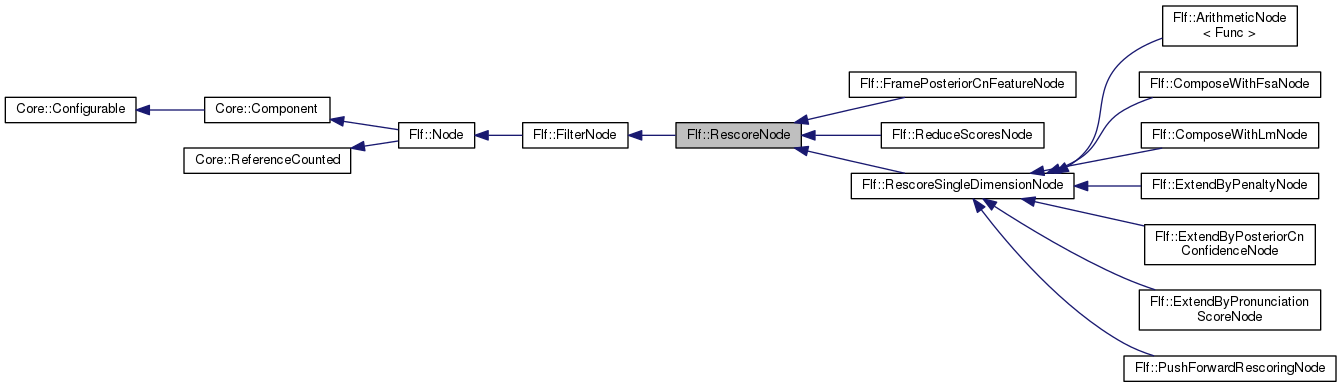 Flf::ArithmeticNode
< Func >
Flf::FramePosteriorCnFeatureNode
Flf::ComposeWithFsaNode
Core::Configurable
Core::Component
Flf::Node
Flf::FilterNode
Flf::RescoreNode
Flf::ReduceScoresNode
Flf::ComposeWithLmNode
Core::ReferenceCounted
Flf::RescoreSingleDimensionNode
Flf::ExtendByPenaltyNode
Flf::ExtendByPosteriorCn
ConfidenceNode
Flf::ExtendByPronunciation
ScoreNode
Flf::PushForwardRescoringNode